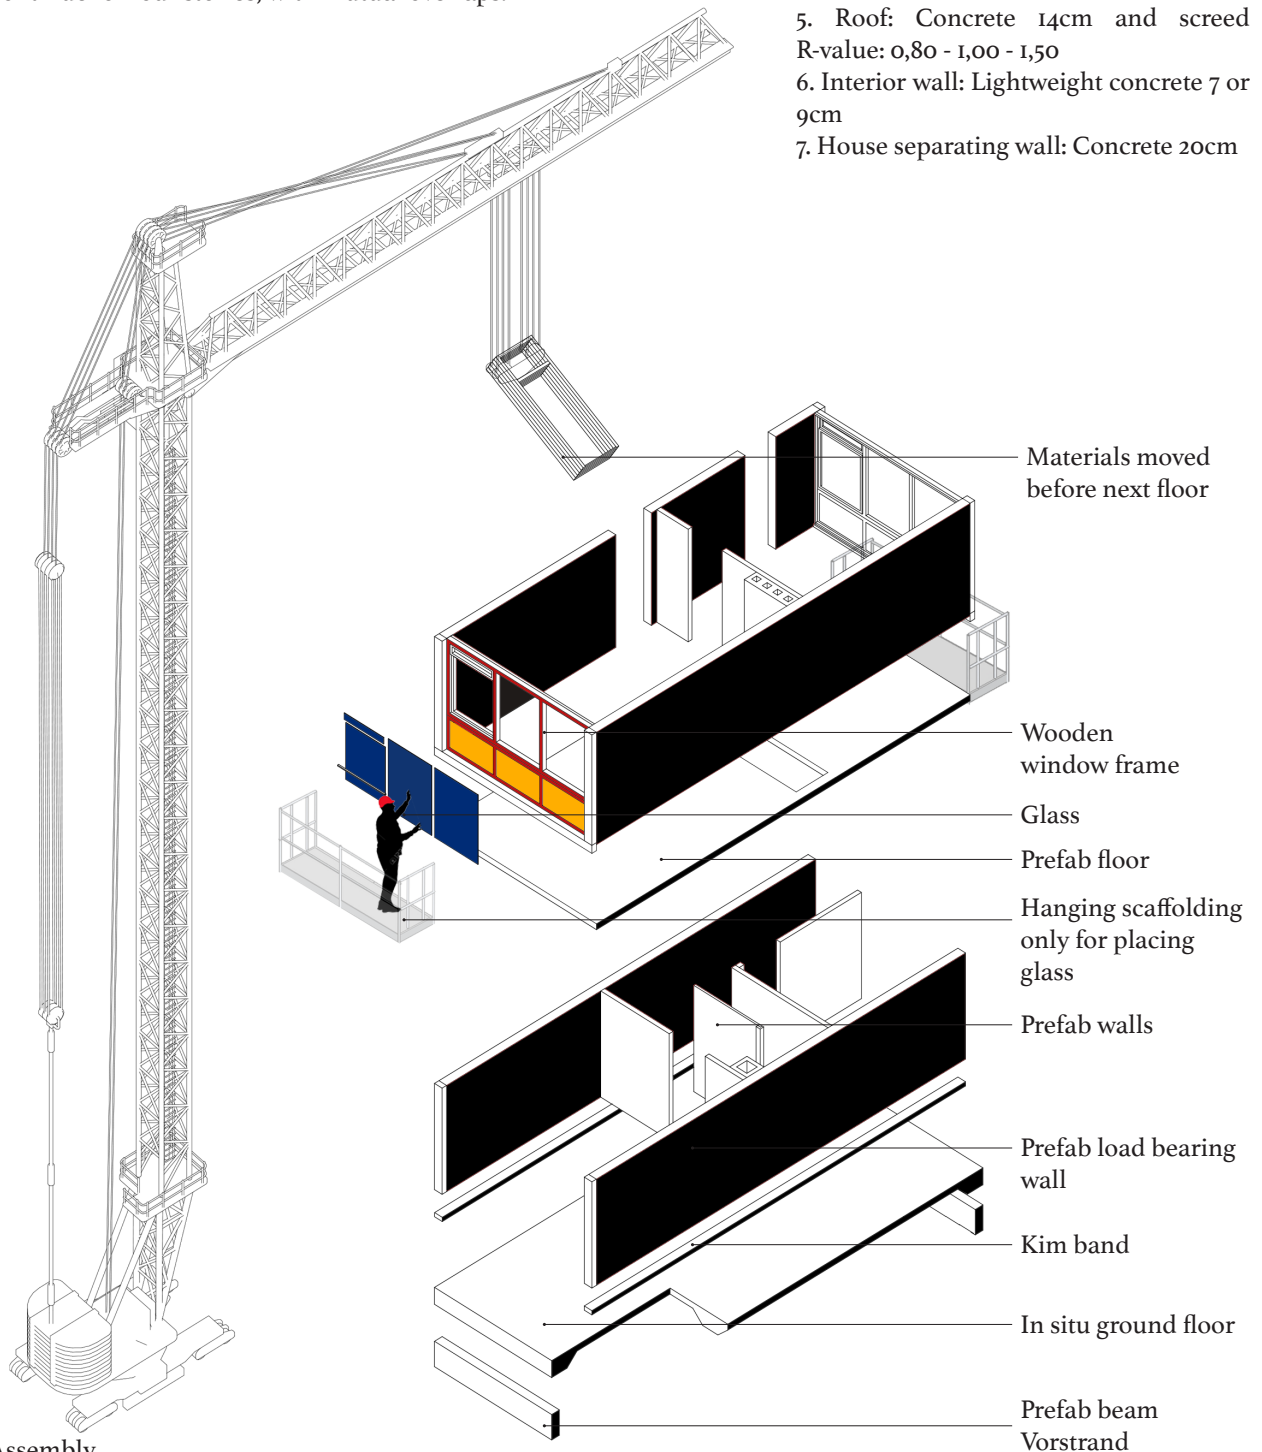 5. Roof: Concrete 14cm and screed
R-value: 0,80 - 1,00 - 1,50
6. Interior wall: Lightweight concrete 7 or
9cm
7. House separating wall: Concrete 20cm
Materials moved
before next floor
Wooden
window frame
Glass
Prefab floor
Hanging scaffolding
only for placing
glass
Prefab walls
Prefab load bearing
wall
Kim band
In situ ground floor
Prefab beam
Vorstrand
Assembly